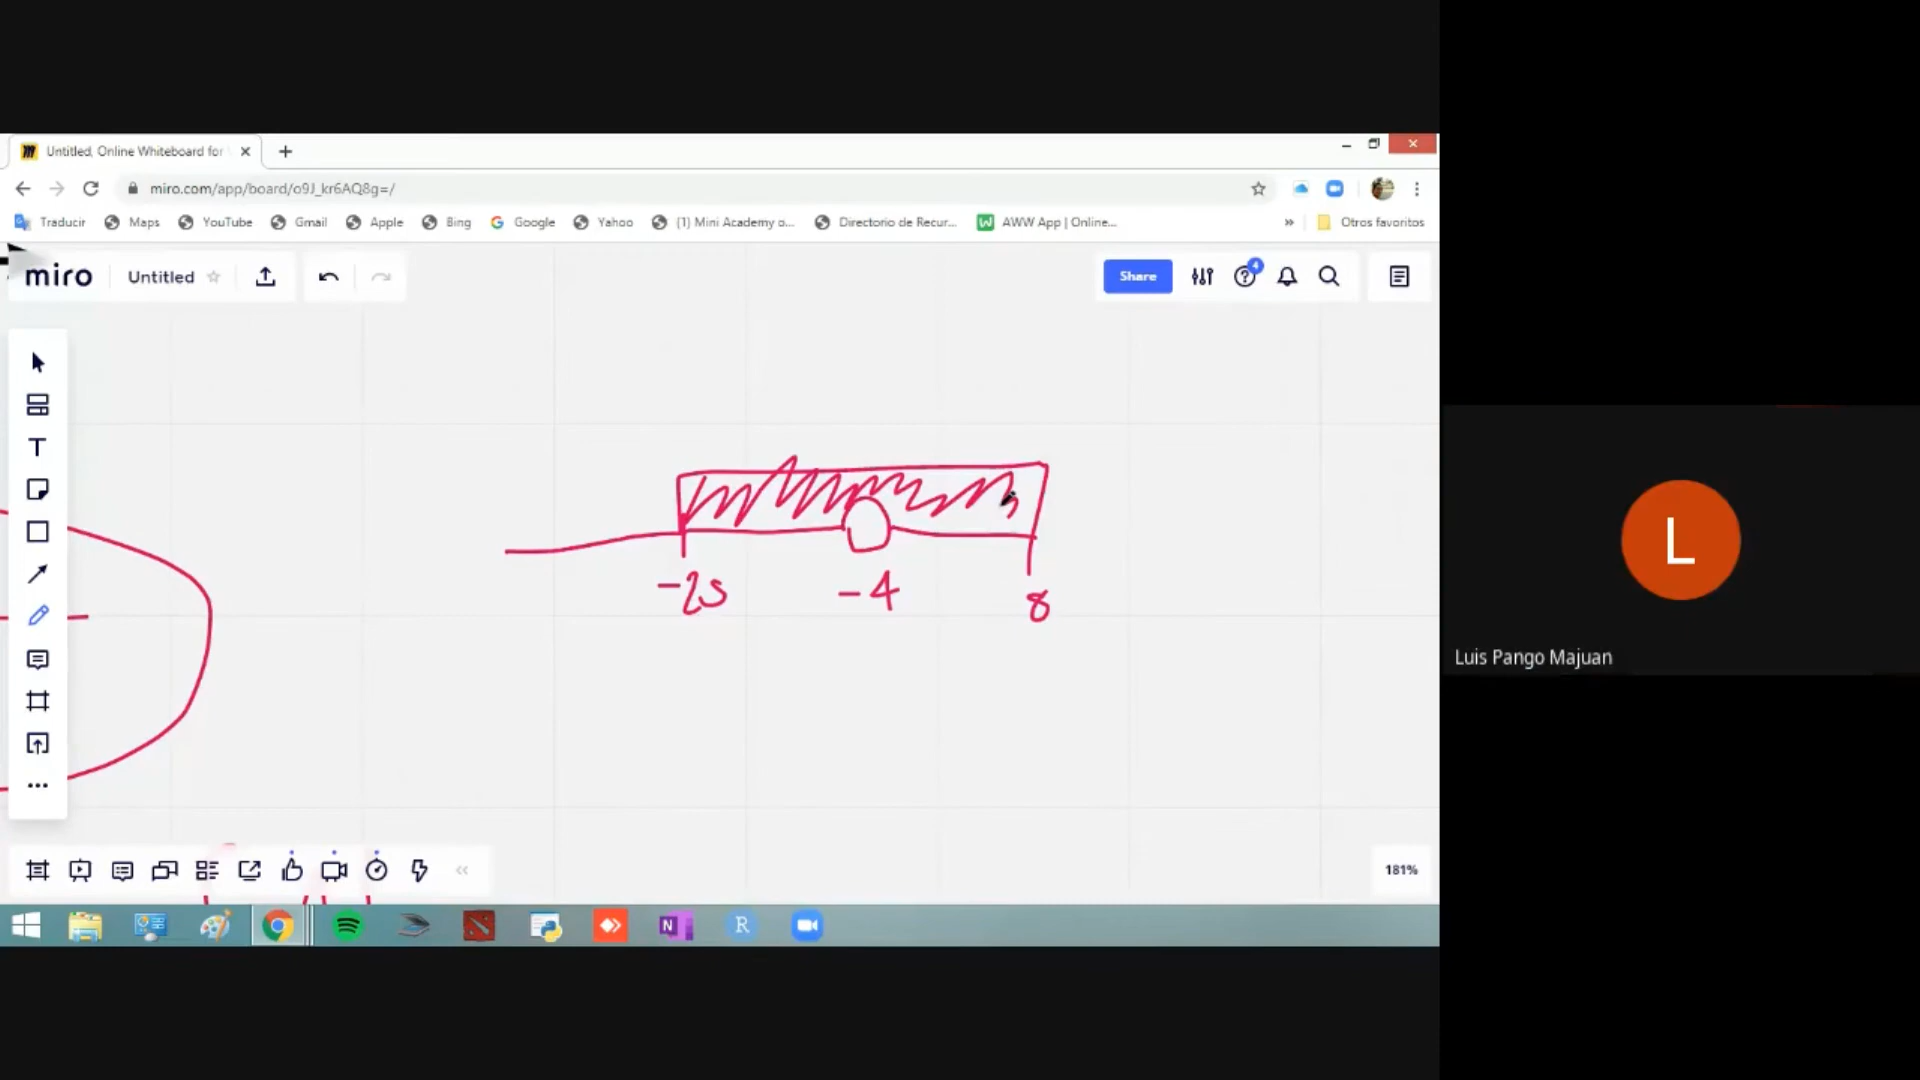 Untitled, Online Whiteboard for
miro.com/app/board/o9J_kr6AQ8g=/
Traducir Maps YouTube Gmail Apple Bing Google Yahoo (1) Mini Academy o... Directorio de Recur... AWW App | Online... » Otros favoritos
miro Untitled Share 4
-25 -4 8
L
Luis Pango Majuan
181%
N R